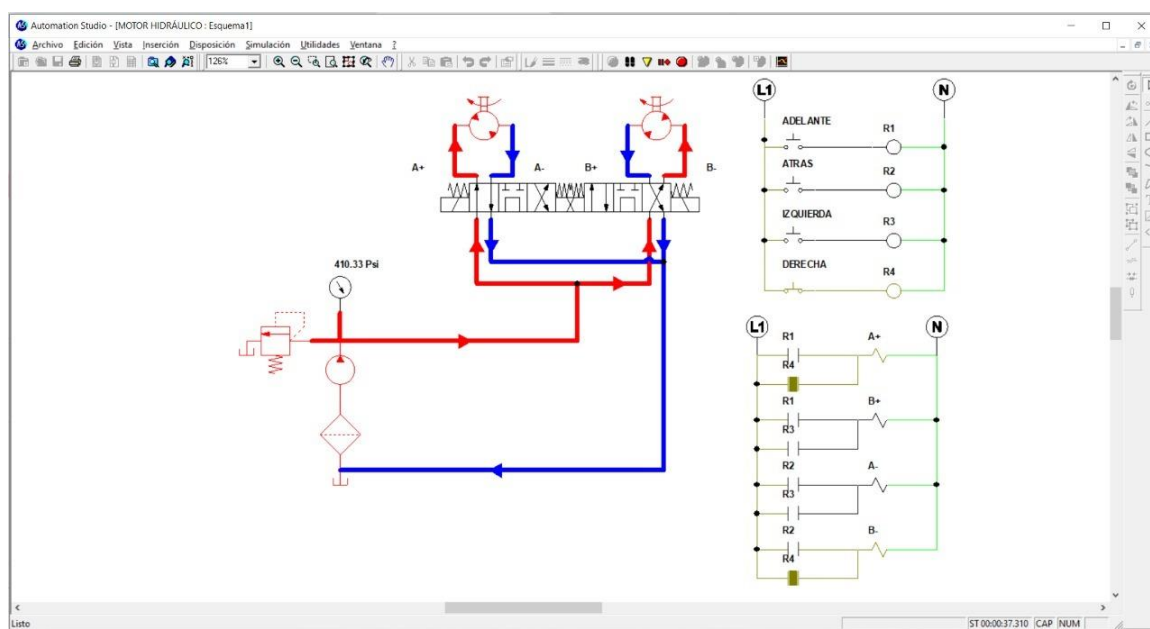 Automation Studio - [MOTOR HIDRÁULICO : Esquema1]
Archivo Edición Vista Inserción Disposición Simulación Utilidades Ventana ?
126%
L1 N
ADELANTE R1
ATRAS R2
IZQUIERDA R3
DERECHA R4
A+ A- B+ B-
410.33 Psi
L1 N
R1 A+
R4
R1 B+
R3
R2 A-
R3
R2 B-
R4
Listo ST 00:00:37.310 CAP NUM